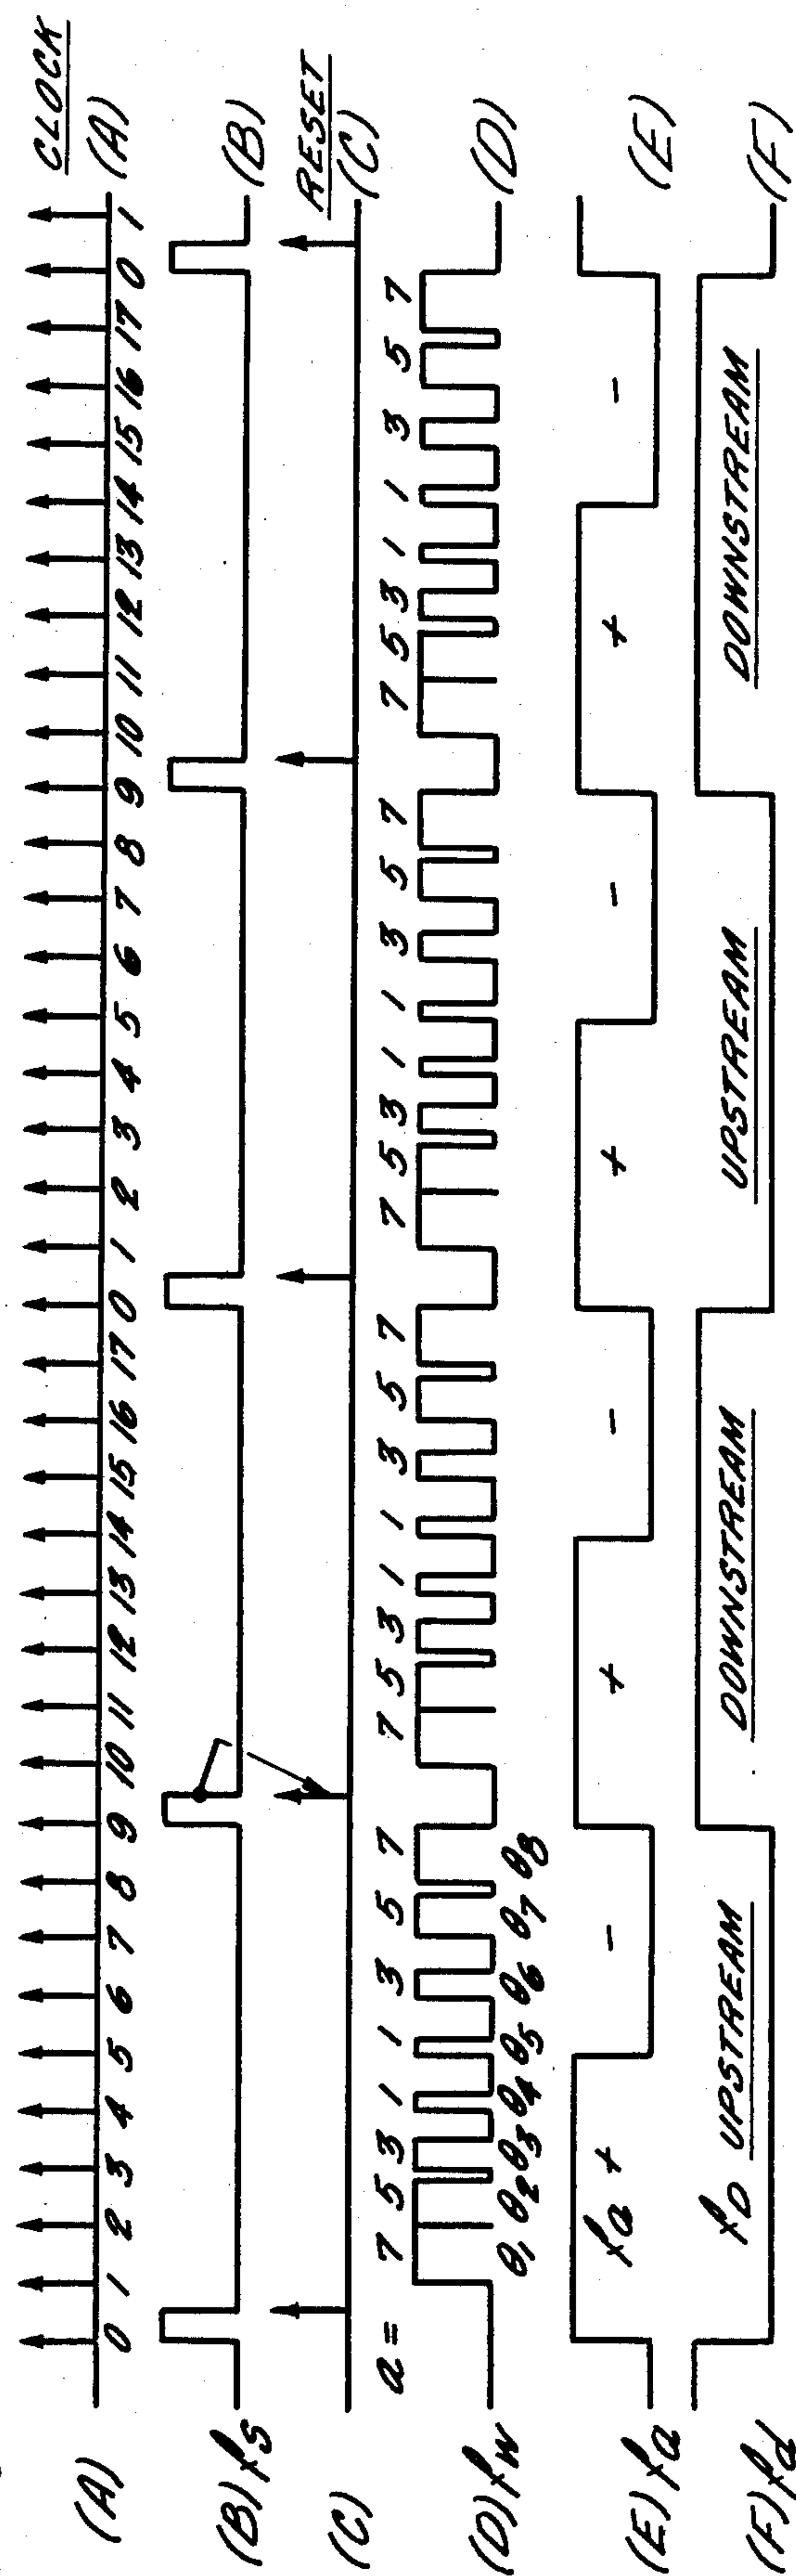 CLOCK
(A) 0 1 2 3 4 5 6 7 8 9 10 11 12 13 14 15 16 17 0 1 2 3 4 5 6 7 8 9 10 11 12 13 14 15 16 17 0 1 (A)
(B) fs (B)
RESET
(C) (C)
a = 7 5 3 1 1 3 5 7 7 5 3 1 1 3 5 7 7 5 3 1 1 3 5 7 7 5 3 1 1 3 5 7
(D) fw (D)
θ1 θ2 θ3 θ4 θ5 θ6 θ7 θ8
(E) fa fa + - + - + - + - (E)
(F) fd fD UPSTREAM DOWNSTREAM UPSTREAM DOWNSTREAM (F)